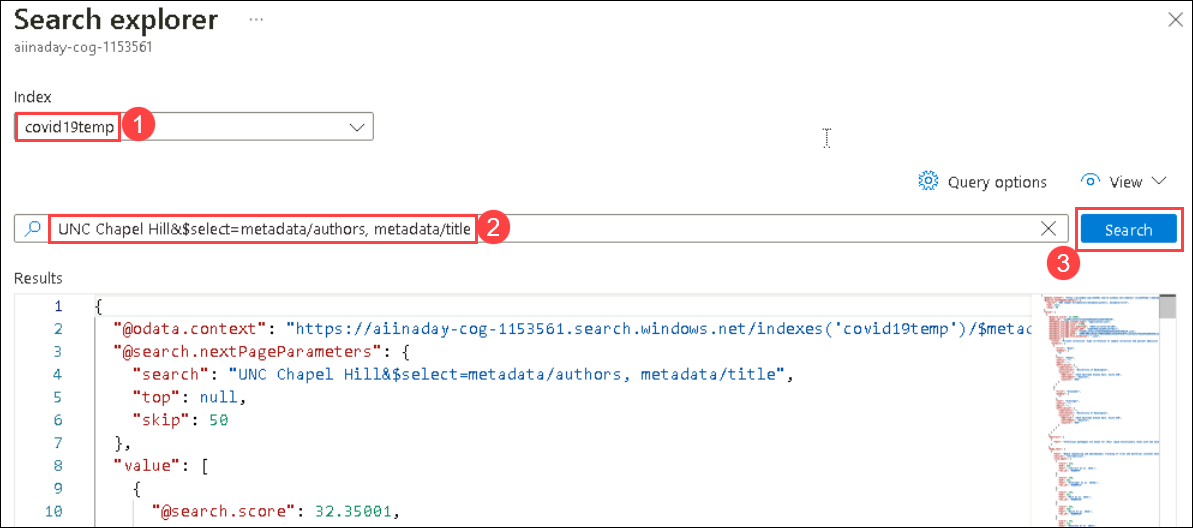 Search explorer ...
aiinaday-cog-1153561
Index
covid19temp 1
Query options View
UNC Chapel Hill&$select=metadata/authors, metadata/title 2 Search
3
Results
1 {
2 "@odata.context": "https://aiinaday-cog-1153561.search.windows.net/indexes('covid19temp')/$metad
3 "@search.nextPageParameters": {
4 "search": "UNC Chapel Hill&$select=metadata/authors, metadata/title",
5 "top": null,
6 "skip": 50
7 },
8 "value": [
9 {
10 "@search.score": 32.35001,